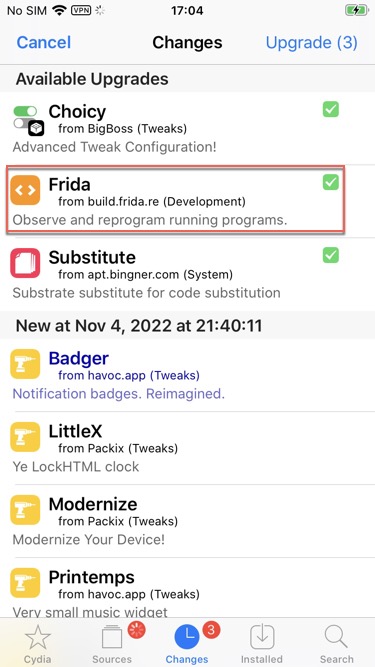 No SIM VPN 17:04
Cancel Changes Upgrade (3)
Available Upgrades
Choicy
from BigBoss (Tweaks)
Advanced Tweak Configuration!
Frida
from build.frida.re (Development)
Observe and reprogram running programs.
Substitute
from apt.bingner.com (System)
Substrate substitute for code substitution
New at Nov 4, 2022 at 21:40:11
Badger
from havoc.app (Tweaks)
Notification badges. Reimagined.
LittleX
from Packix (Tweaks)
Ye LockHTML clock
Modernize
from Packix (Tweaks)
Modernize Your Device!
Printemps
from havoc.app (Tweaks)
Very small music widget
3
Cydia Sources Changes Installed Search